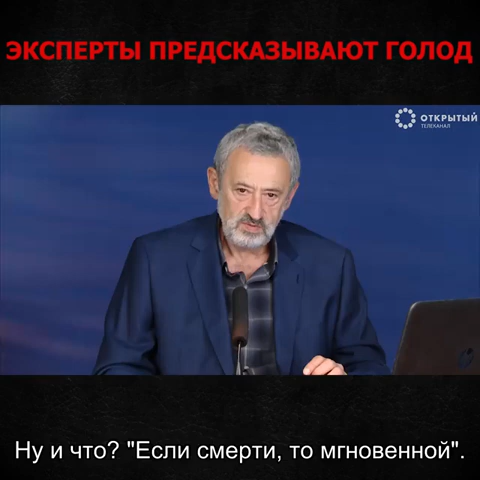 ЭКСПЕРТЫ ПРЕДСКАЗЫВАЮТ ГОЛОД
ОТКРЫТЫЙ
ТЕЛЕКАНАЛ
Ну и что? "Если смерти, то мгновенной".